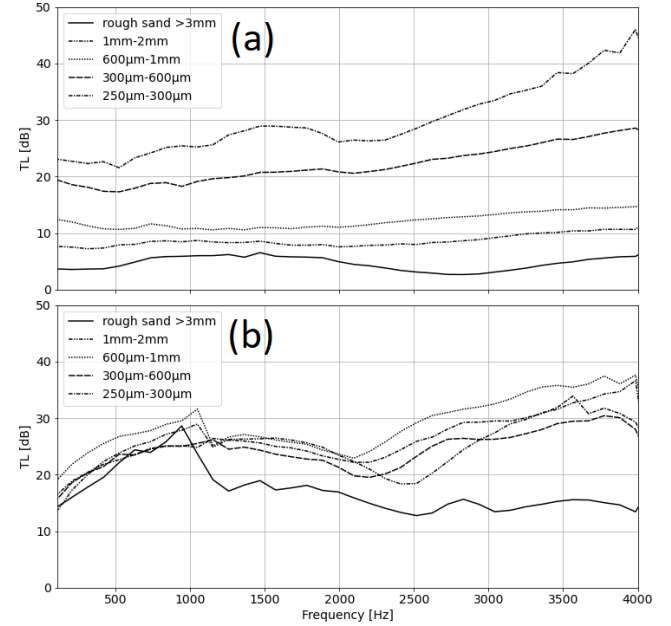 50
40
30
20
10
0
TL [dB]
rough sand >3mm
1mm-2mm
600μm-1mm
300μm-600μm
250μm-300μm
(a)
50
40
30
20
10
0
TL [dB]
rough sand >3mm
1mm-2mm
600μm-1mm
300μm-600μm
250μm-300μm
(b)
500 1000 1500 2000 2500 3000 3500 4000
Frequency [Hz]